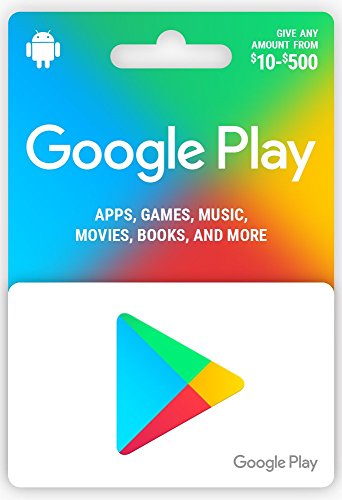 GIVE ANY
AMOUNT FROM
$10-$500
Google Play
APPS, GAMES, MUSIC,
MOVIES, BOOKS, AND MORE
Google Play